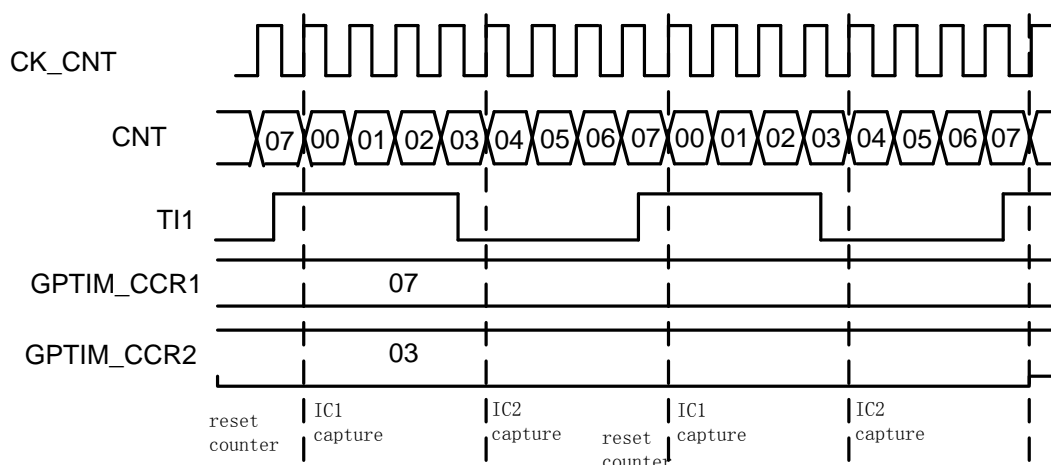 CK_CNT
CNT 07 00 01 02 03 04 05 06 07 00 01 02 03 04 05 06 07
TI1
GPTIM_CCR1 07
GPTIM_CCR2 03
reset counter
IC1 capture
IC2 capture
reset counter
IC1 capture
IC2 capture